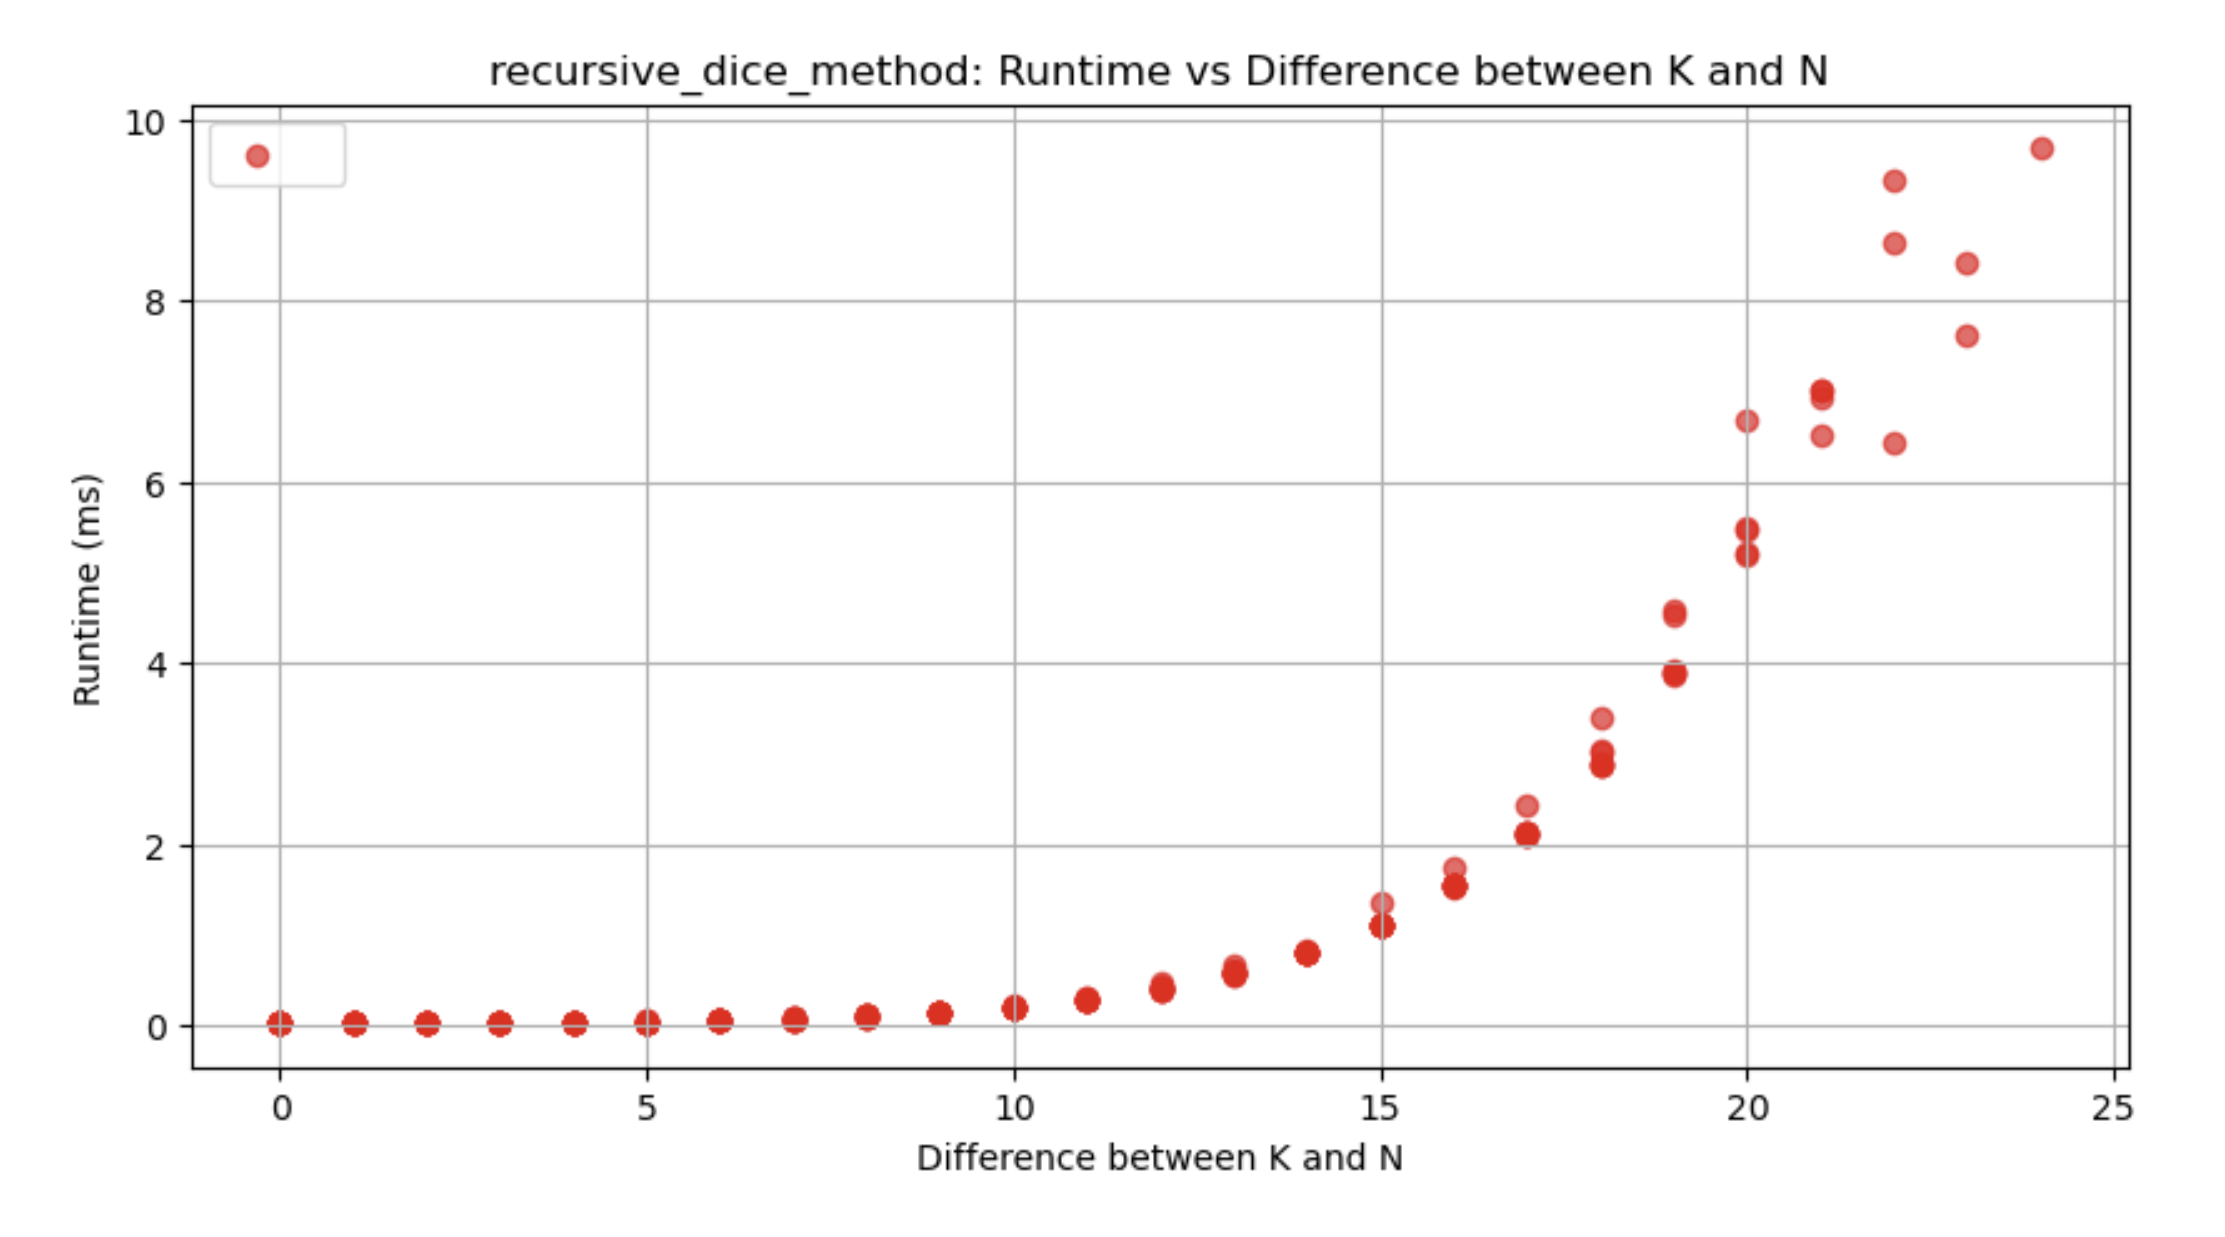 recursive_dice_method: Runtime vs Difference between K and N
10
8
6
4
2
0
Runtime (ms)
0 5 10 15 20 25
Difference between K and N